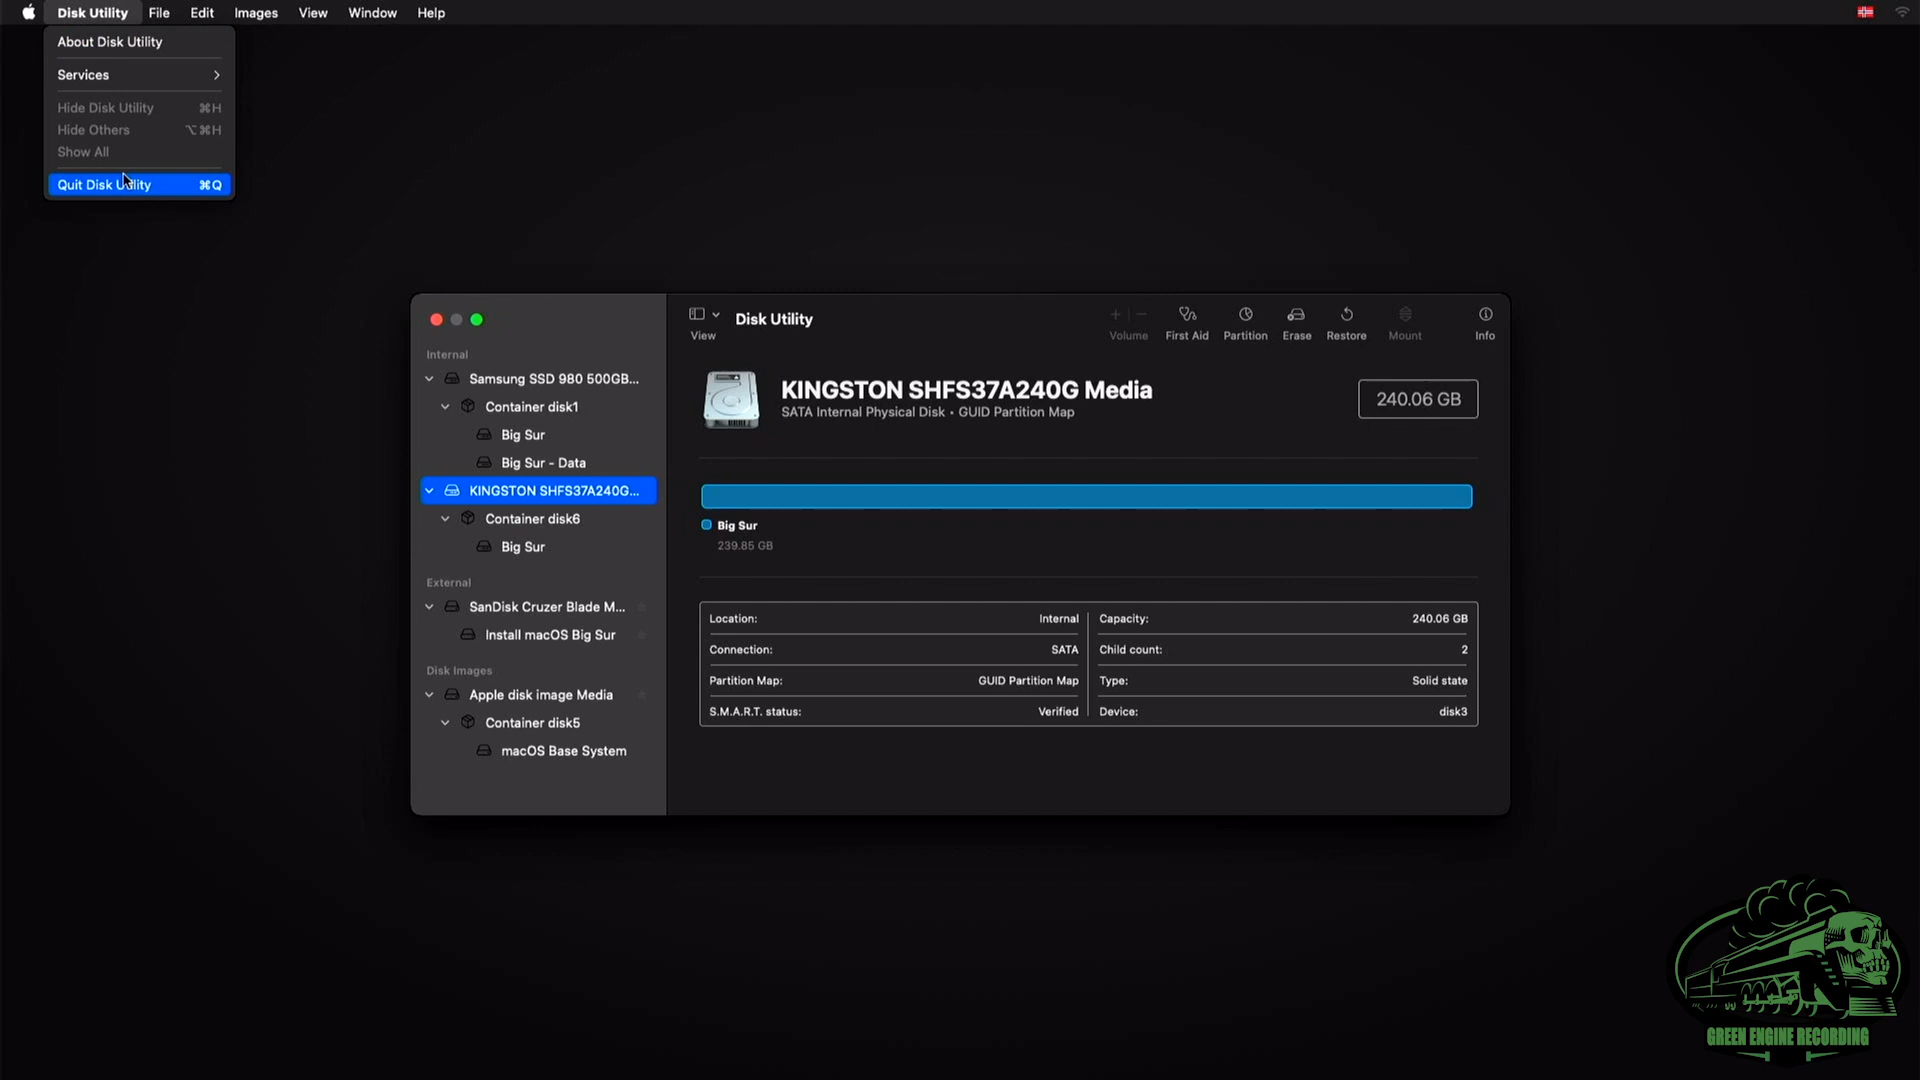 Disk Utility File Edit Images View Window Help
About Disk Utility
Services
Hide Disk Utility ⌘H
Hide Others ⌥⌘H
Show All
Quit Disk Utility ⌘Q
Internal
Samsung SSD 980 500GB...
Container disk1
Big Sur
Big Sur - Data
KINGSTON SHFS37A240G...
Container disk6
Big Sur
External
SanDisk Cruzer Blade M...
Install macOS Big Sur
Disk Images
Apple disk image Media
Container disk5
macOS Base System
View
Disk Utility
Volume First Aid Partition Erase Restore Mount Info
KINGSTON SHFS37A240G Media
SATA Internal Physical Disk • GUID Partition Map
240.06 GB
Big Sur
239.85 GB
Location: Internal
Connection: SATA
Partition Map: GUID Partition Map
S.M.A.R.T. status: Verified
Capacity: 240.06 GB
Child count: 2
Type: Solid state
Device: disk3
GREEN ENGINE RECORDING